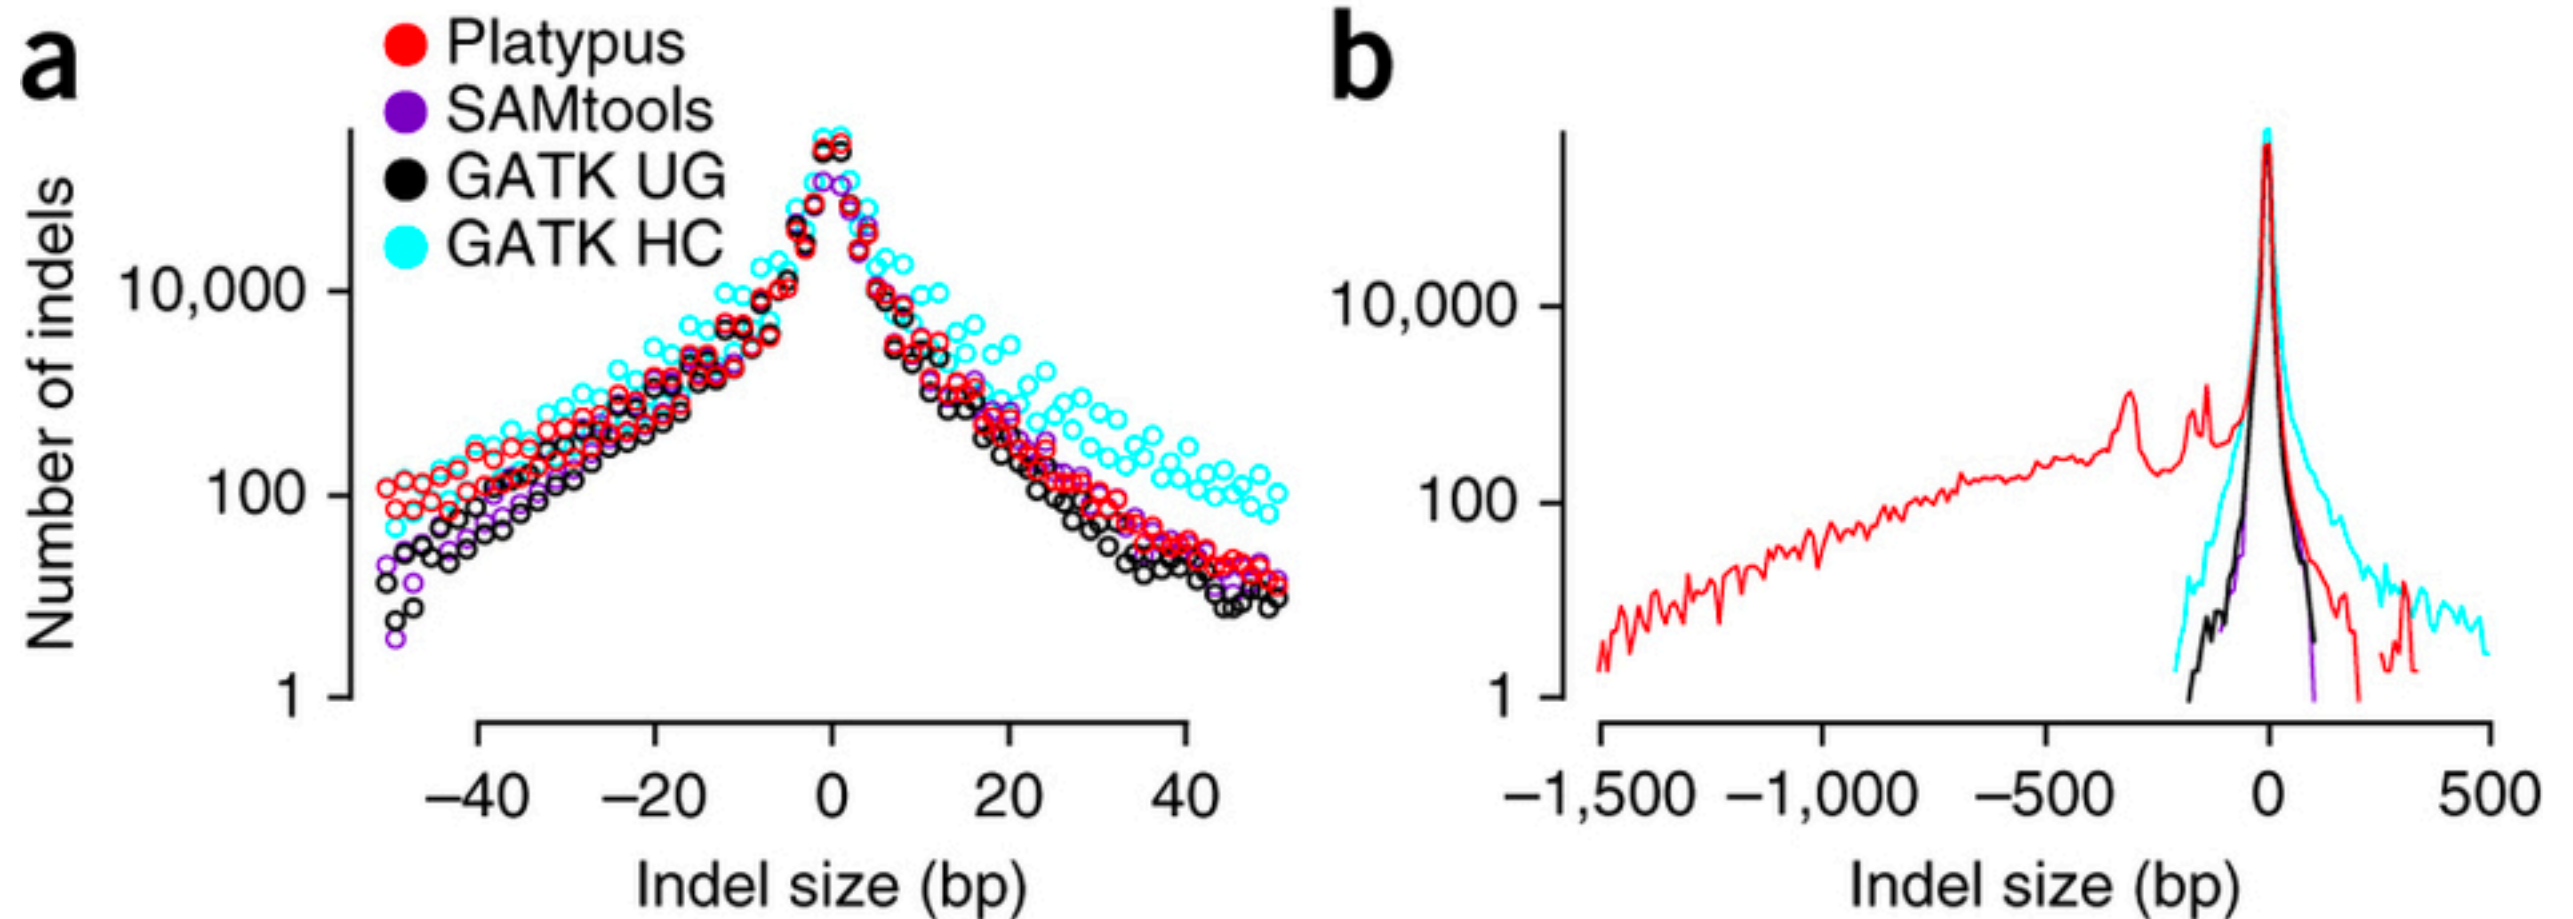 a
Platypus
SAMtools
GATK UG
GATK HC
Number of indels
10,000
100
1
−40 −20 0 20 40
Indel size (bp)
b
10,000
100
1
−1,500 −1,000 −500 0 500
Indel size (bp)